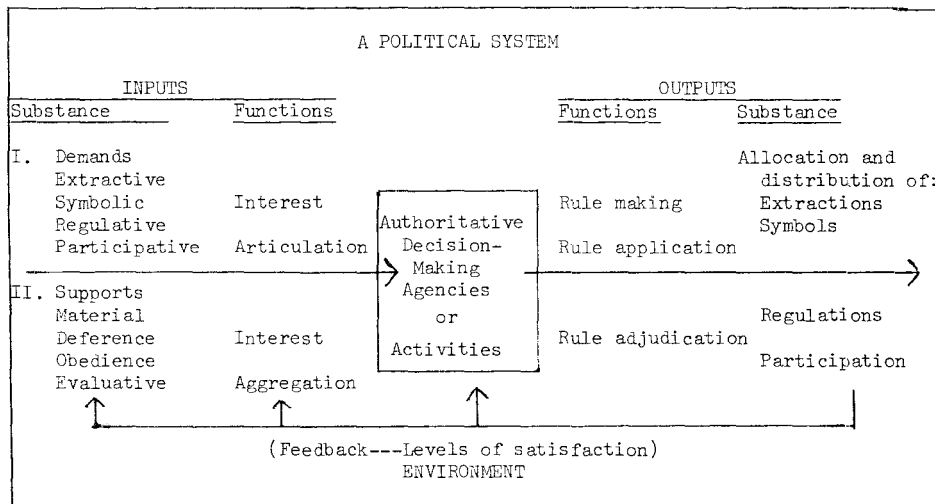 A POLITICAL SYSTEM
INPUTS
OUTPUTS
Substance
Functions
Functions
Substance
I. Demands
Extractive
Symbolic
Regulative
Participative
Interest
Articulation
II. Supports
Material
Deference
Obedience
Evaluative
Interest
Aggregation
Authoritative
Decision-
Making
Agencies
or
Activities
Rule making
Rule application
Rule adjudication
Allocation and
distribution of:
Extractions
Symbols
Regulations
Participation
(Feedback---Levels of satisfaction)
ENVIRONMENT